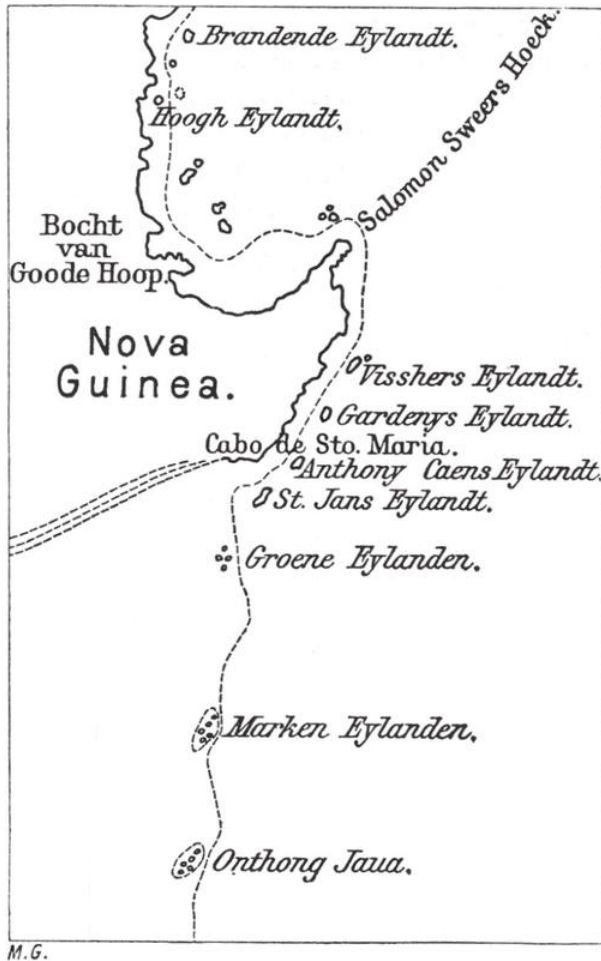 Brandende Eylandt.
Hoogh Eylandt.
Salomon Sweers Hoeck.
Bocht
van
Goode Hoop.
Nova
Guinea.
Visshers Eylandt.
Gardenys Eylandt.
Cabo de Sto. Maria.
Anthony Caens Eylandt.
St. Jans Eylandt.
Groene Eylanden.
Marken Eylanden.
Onthong Jaua.
M.G.